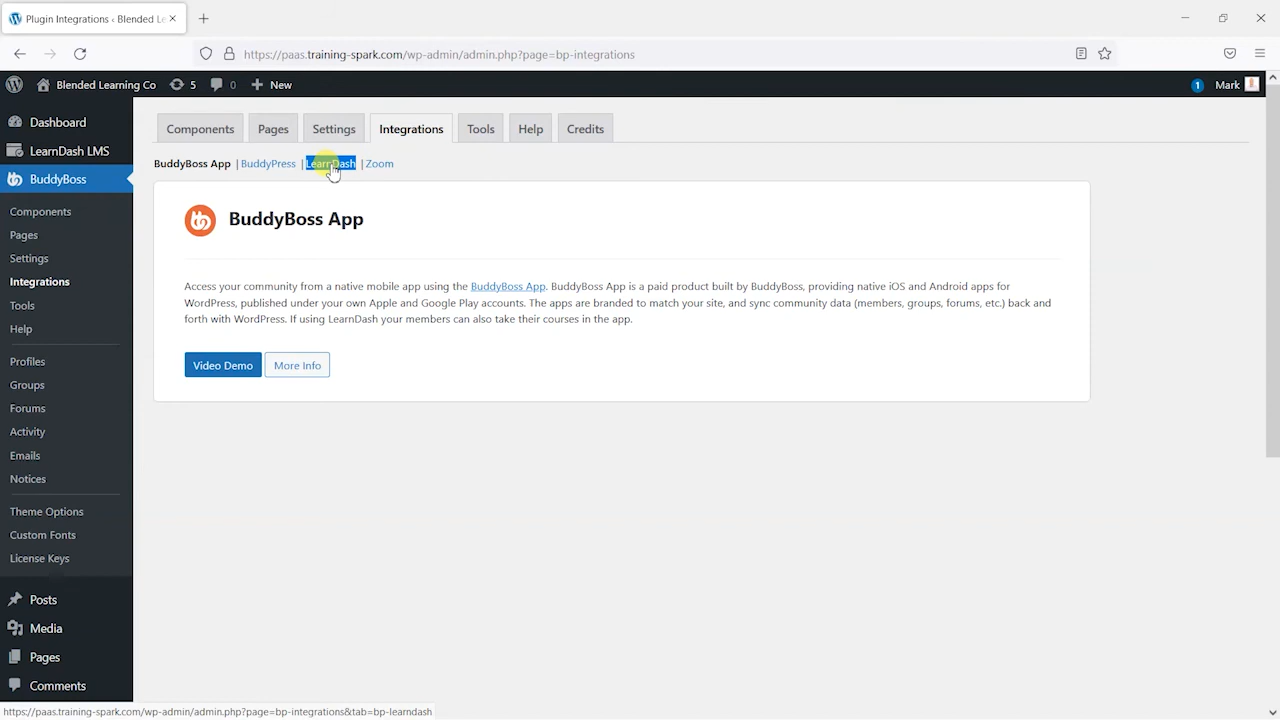 Plugin Integrations ‹ Blended Le
https://paas.training-spark.com/wp-admin/admin.php?page=bp-integrations
Blended Learning Co
5
0
New
1
Mark
Dashboard
LearnDash LMS
BuddyBoss
Components
Pages
Settings
Integrations
Tools
Help
Profiles
Groups
Forums
Activity
Emails
Notices
Theme Options
Custom Fonts
License Keys
Posts
Media
Pages
Comments
Components
Pages
Settings
Integrations
Tools
Help
Credits
BuddyBoss App | BuddyPress | LearnDash | Zoom
BuddyBoss App
Access your community from a native mobile app using the BuddyBoss App. BuddyBoss App is a paid product built by BuddyBoss, providing native iOS and Android apps for
WordPress, published under your own Apple and Google Play accounts. The apps are branded to match your site, and sync community data (members, groups, forums, etc.) back and
forth with WordPress. If using LearnDash your members can also take their courses in the app.
Video Demo
More Info
https://paas.training-spark.com/wp-admin/admin.php?page=bp-integrations&tab=bp-learndash